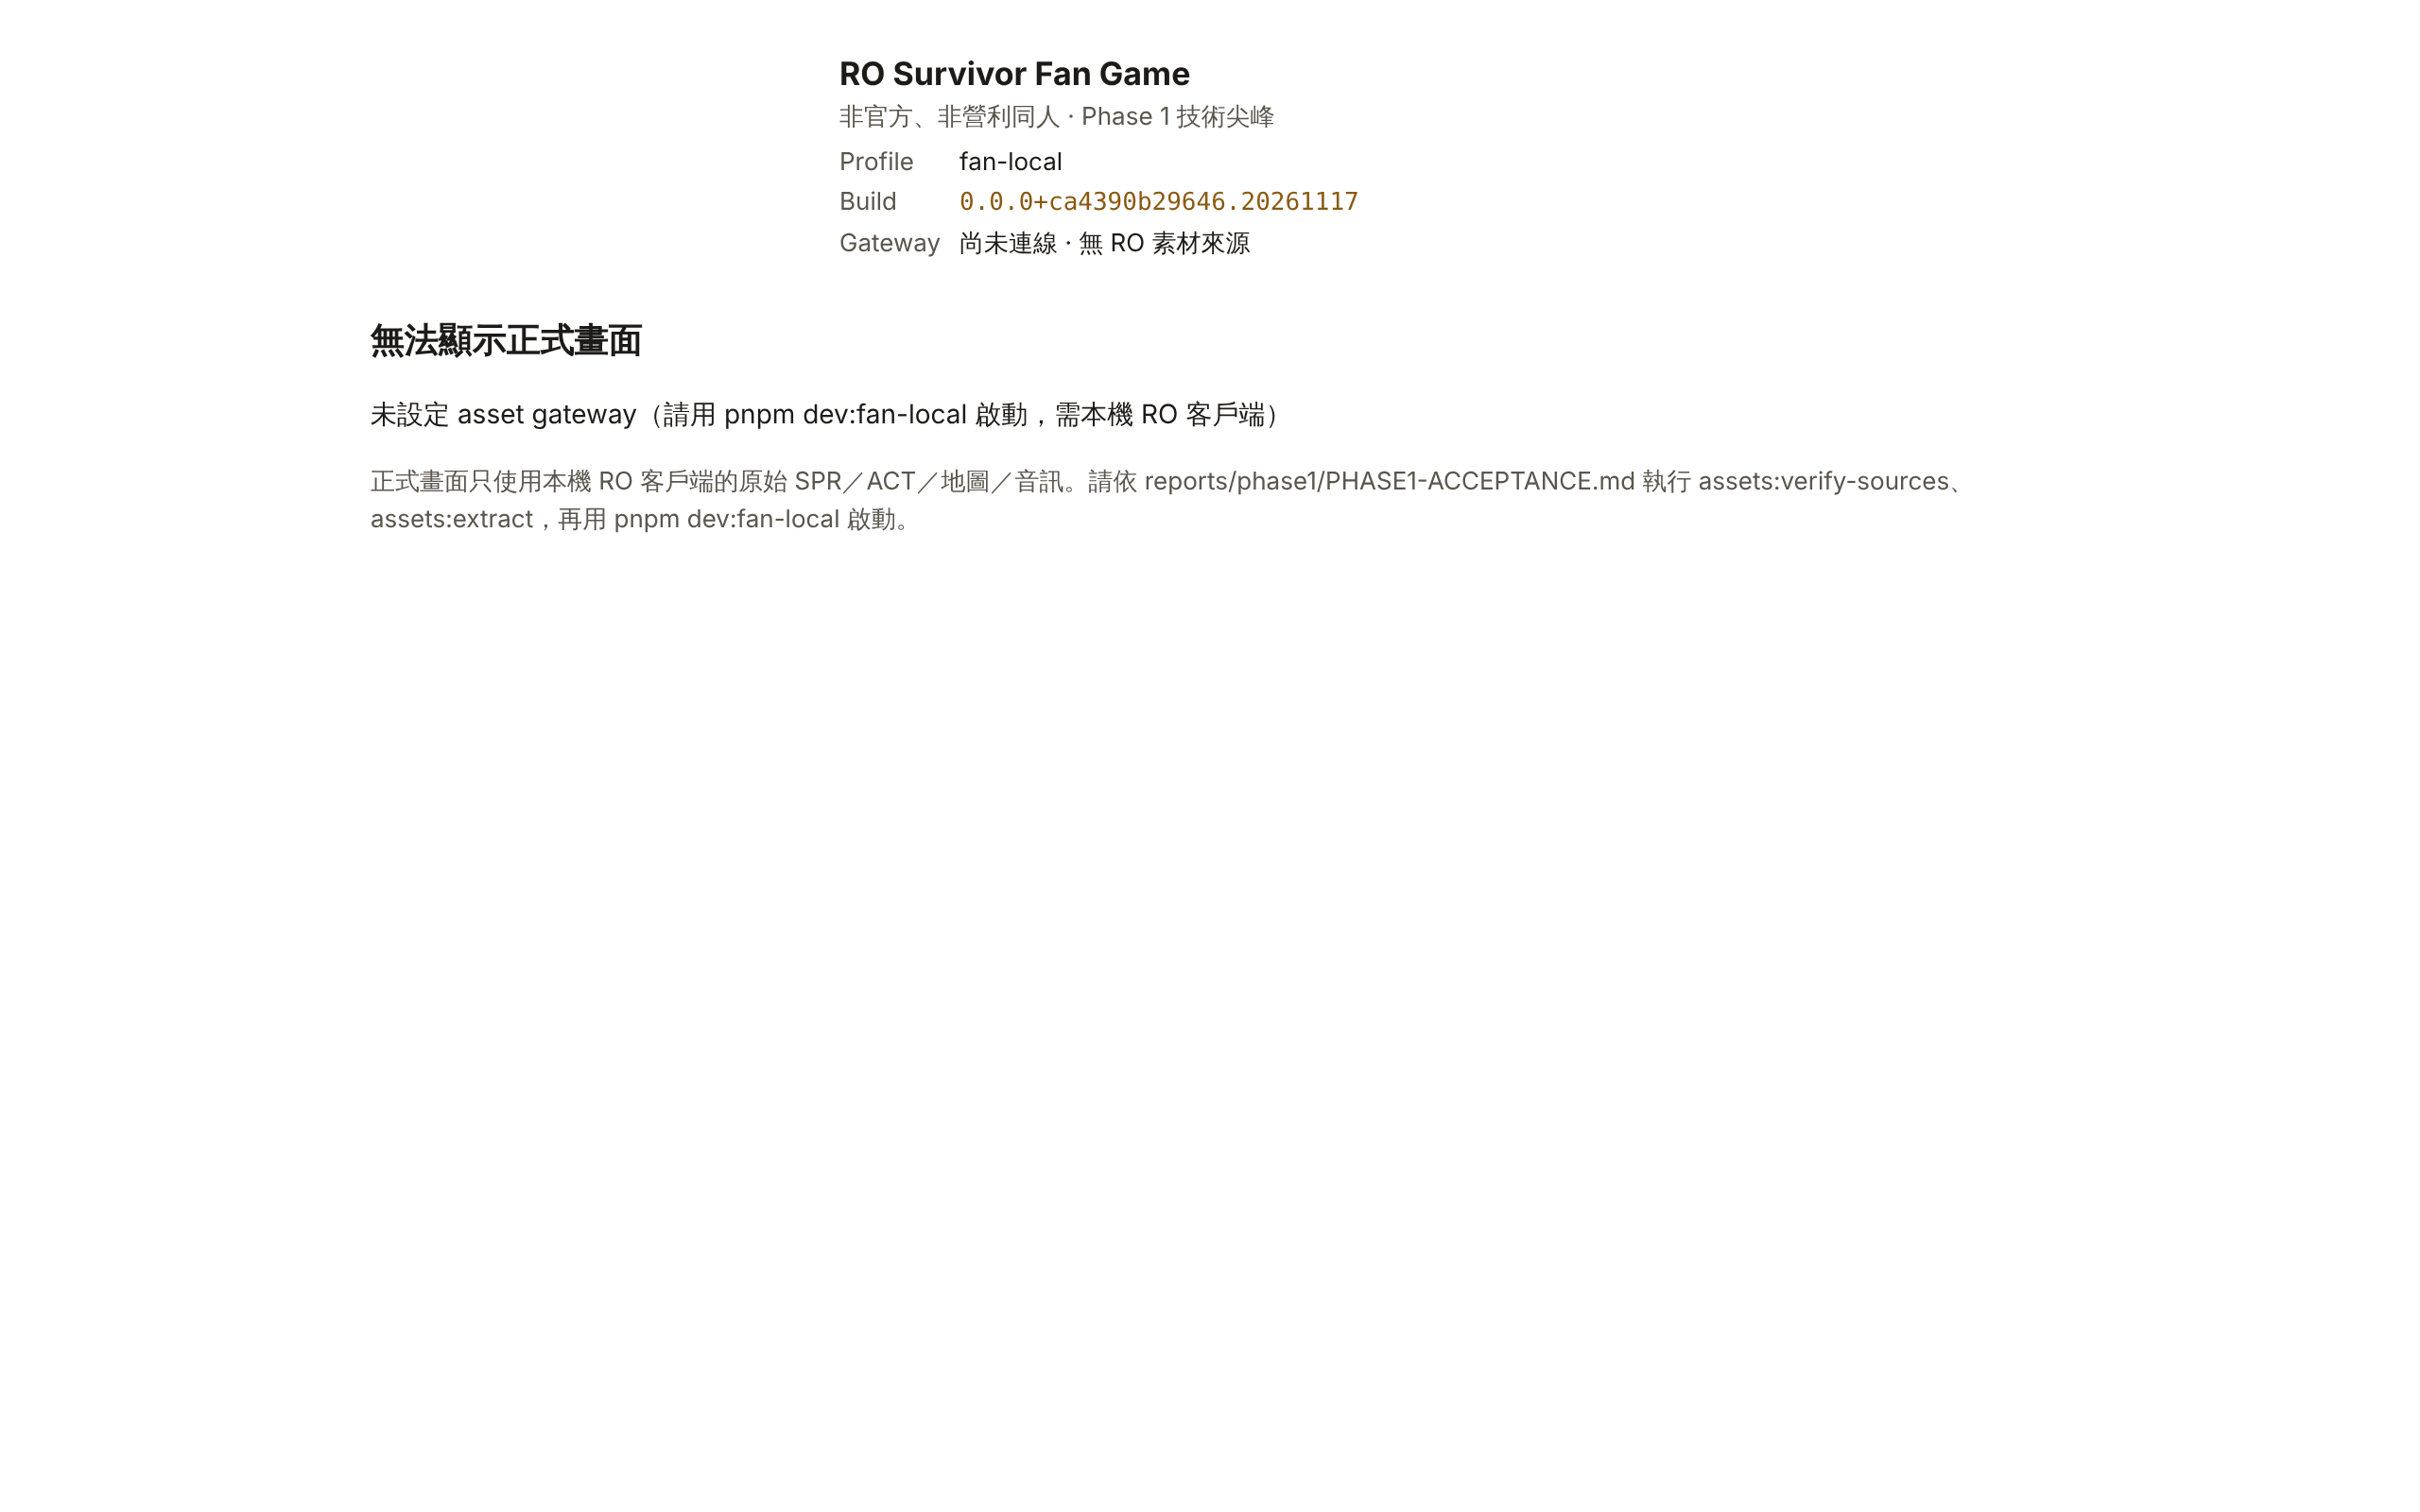 RO Survivor Fan Game
非官方、非營利同人 · Phase 1 技術尖峰
Profile fan-local
Build 0.0.0+ca4390b29646.20261117
Gateway 尚未連線 · 無 RO 素材來源
無法顯示正式畫面
未設定 asset gateway（請用 pnpm dev:fan-local 啟動，需本機 RO 客戶端）
正式畫面只使用本機 RO 客戶端的原始 SPR／ACT／地圖／音訊。請依 reports/phase1/PHASE1-ACCEPTANCE.md 執行 assets:verify-sources、
assets:extract，再用 pnpm dev:fan-local 啟動。